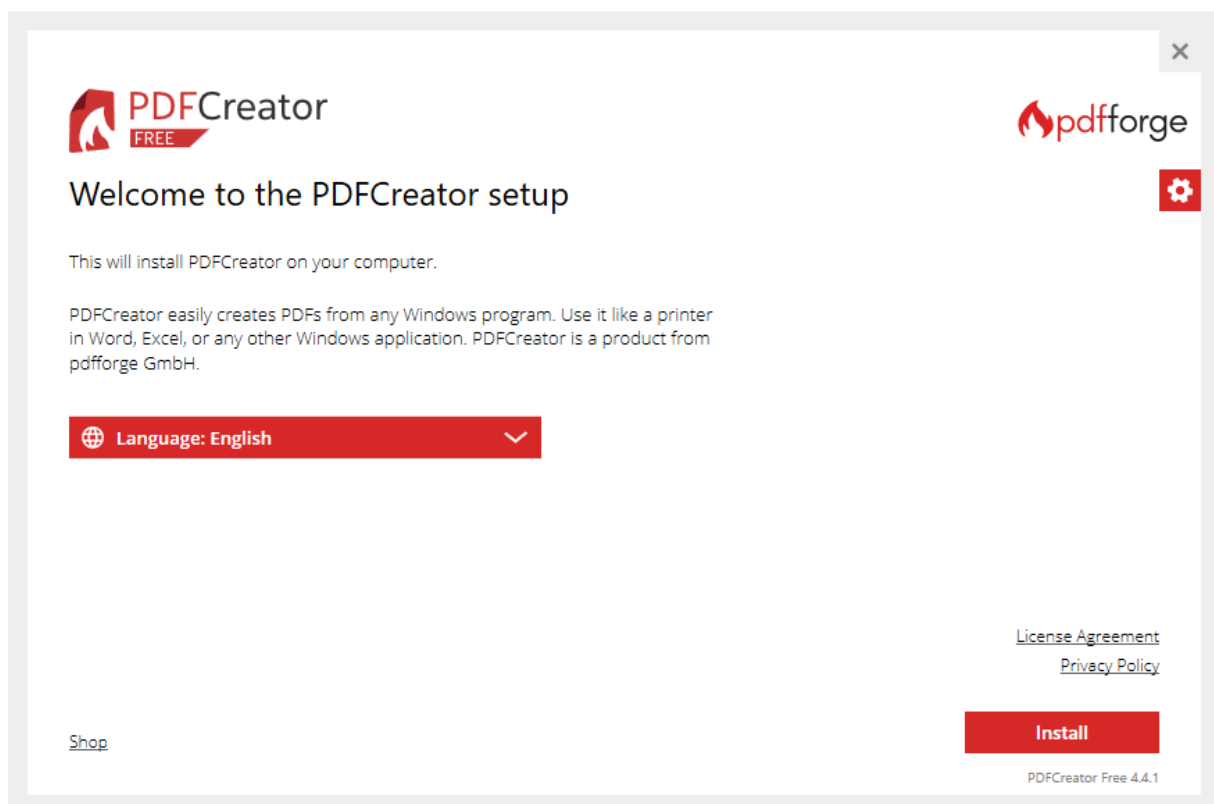 PDFCreator
FREE
pdfforge
Welcome to the PDFCreator setup
This will install PDFCreator on your computer.
PDFCreator easily creates PDFs from any Windows program. Use it like a printer
in Word, Excel, or any other Windows application. PDFCreator is a product from
pdfforge GmbH.
Language: English
License Agreement
Privacy Policy
Shop
Install
PDFCreator Free 4.4.1